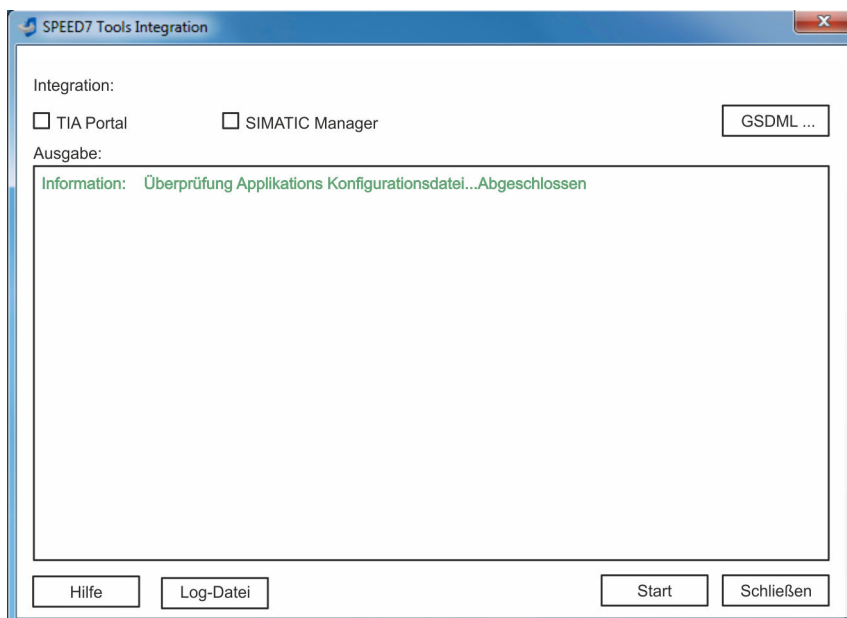 SPEED7 Tools Integration
Integration:
TIA Portal
SIMATIC Manager
GSDML ...
Ausgabe:
Information: Überprüfung Applikations Konfigurationsdatei...Abgeschlossen
Hilfe
Log-Datei
Start
Schließen